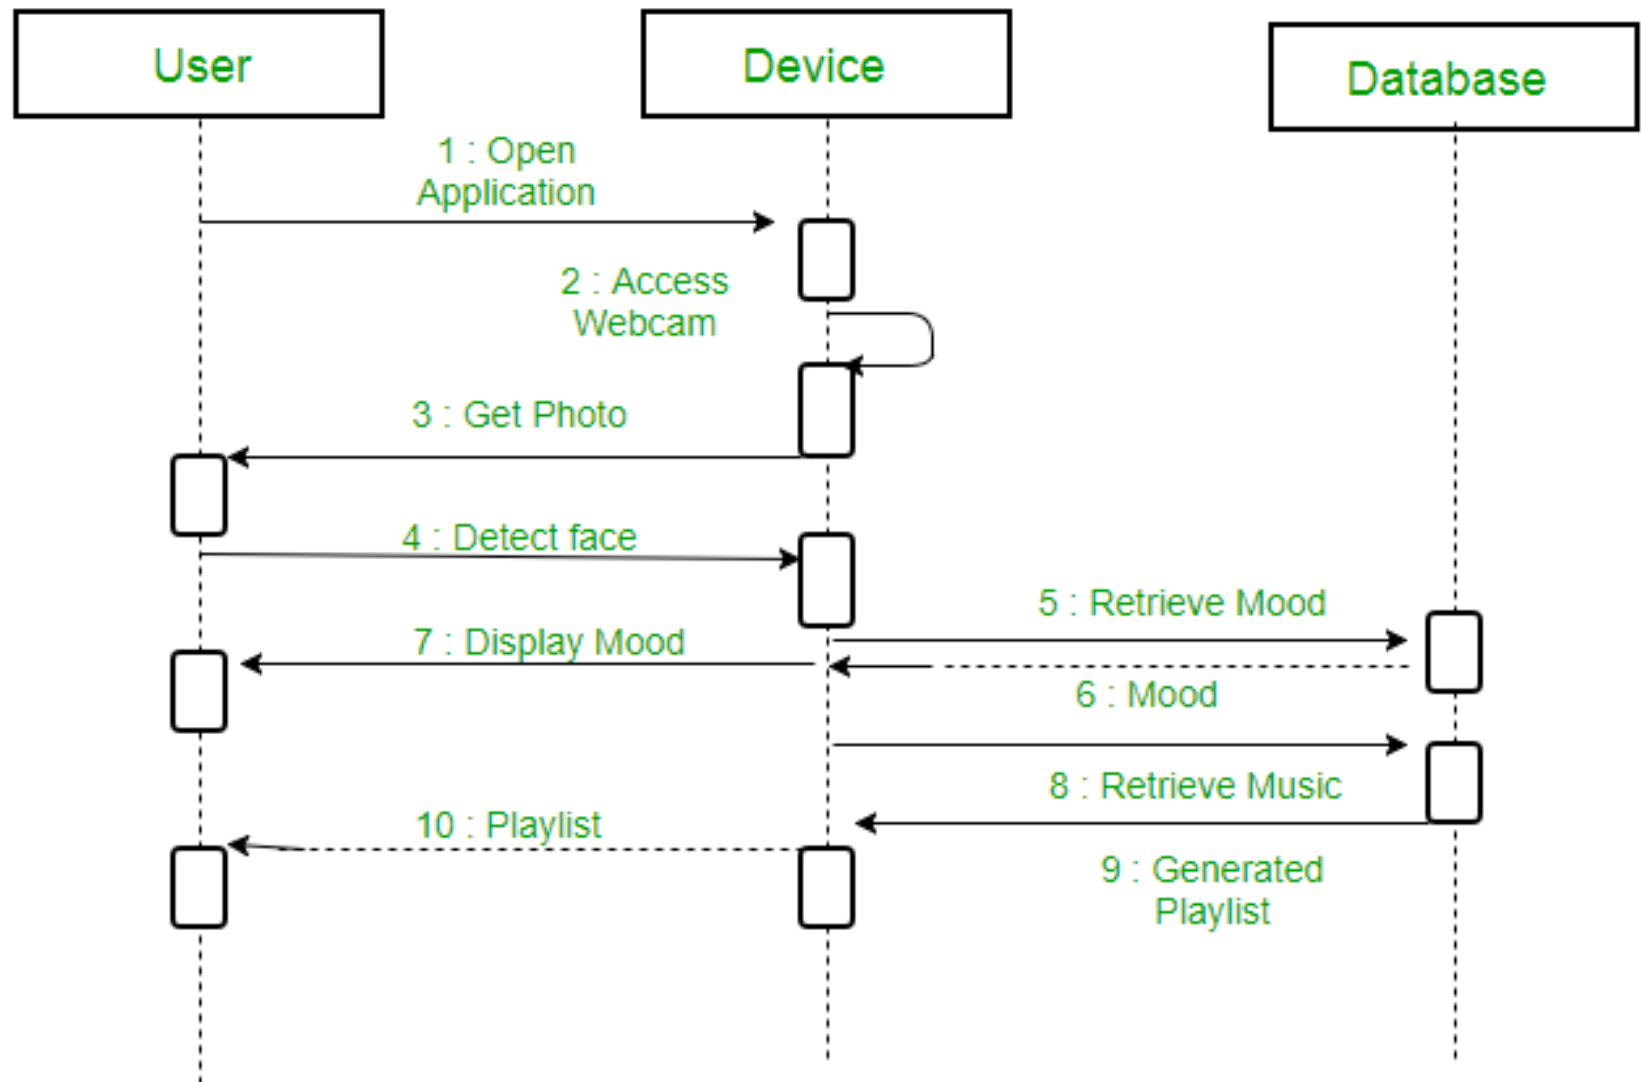 User
Device
Database
1 : Open
Application
2 : Access
Webcam
3 : Get Photo
4 : Detect face
5 : Retrieve Mood
7 : Display Mood
6 : Mood
8 : Retrieve Music
10 : Playlist
9 : Generated
Playlist